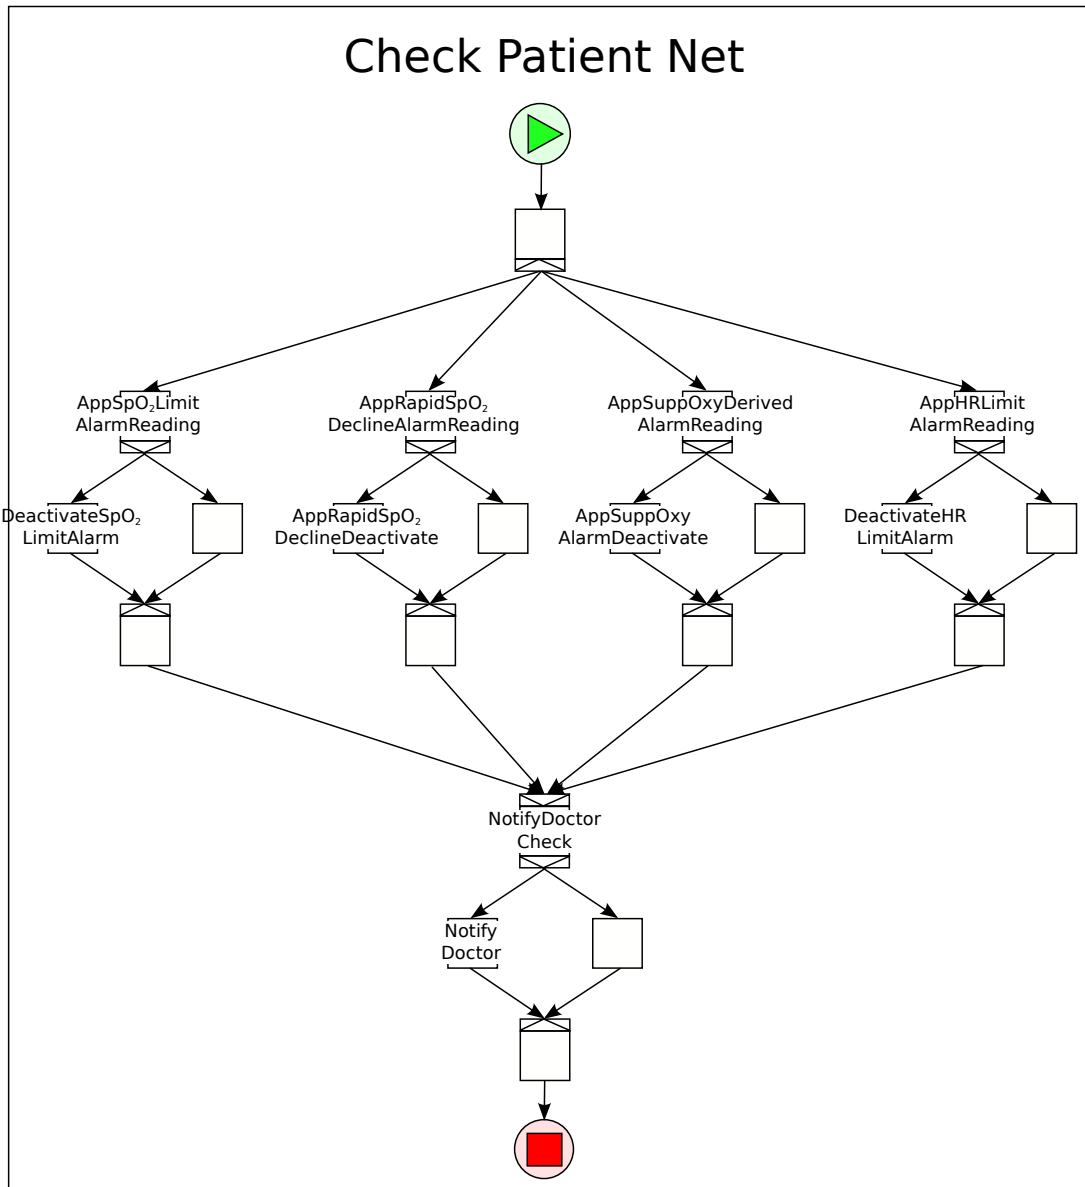 Check Patient Net
AppSpO₂Limit
AlarmReading
AppRapidSpO₂
DeclineAlarmReading
AppSuppOxyDerived
AlarmReading
AppHRLimit
AlarmReading
DeactivateSpO₂
LimitAlarm
AppRapidSpO₂
DeclineDeactivate
AppSuppOxy
AlarmDeactivate
DeactivateHR
LimitAlarm
NotifyDoctor
Check
Notify
Doctor